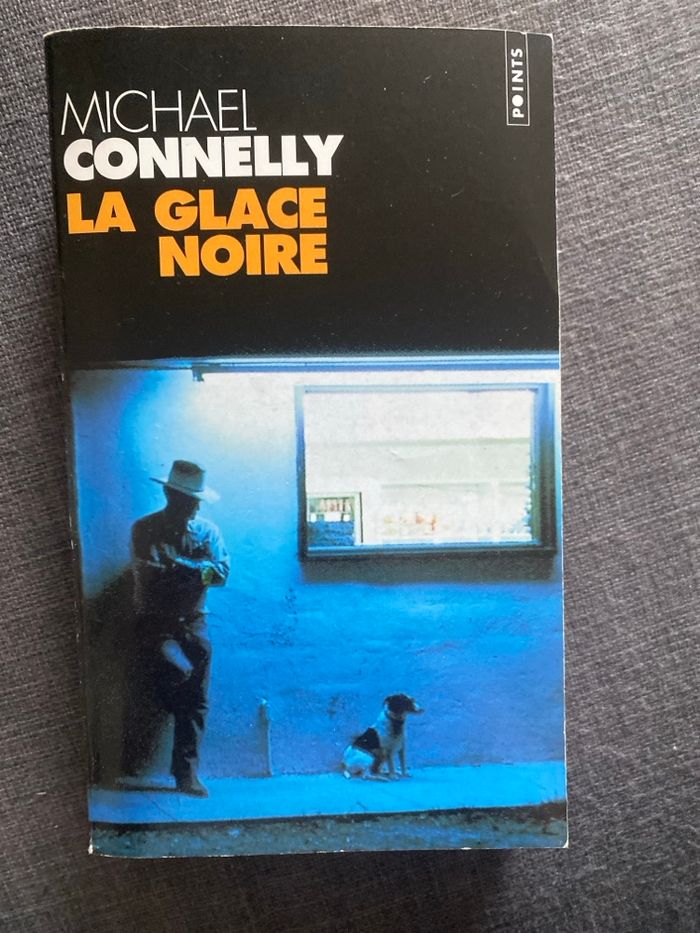 POINTS
MICHAEL
CONNELLY
LA GLACE
NOIRE